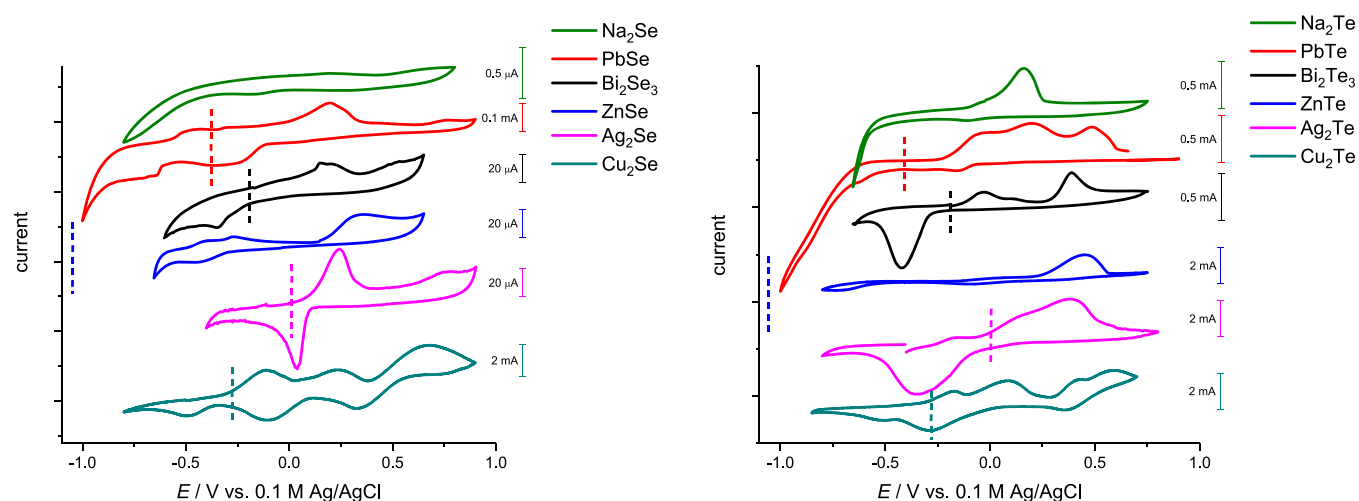 current
0.5 µA
0.1 mA
20 µA
20 µA
20 µA
2 mA
Na₂Se
PbSe
Bi₂Se₃
ZnSe
Ag₂Se
Cu₂Se
-1.0 -0.5 0.0 0.5 1.0
E / V vs. 0.1 M Ag/AgCl
current
0.5 mA
0.5 mA
0.5 mA
2 mA
2 mA
2 mA
Na₂Te
PbTe
Bi₂Te₃
ZnTe
Ag₂Te
Cu₂Te
-1.0 -0.5 0.0 0.5 1.0
E / V vs. 0.1 M Ag/AgCl